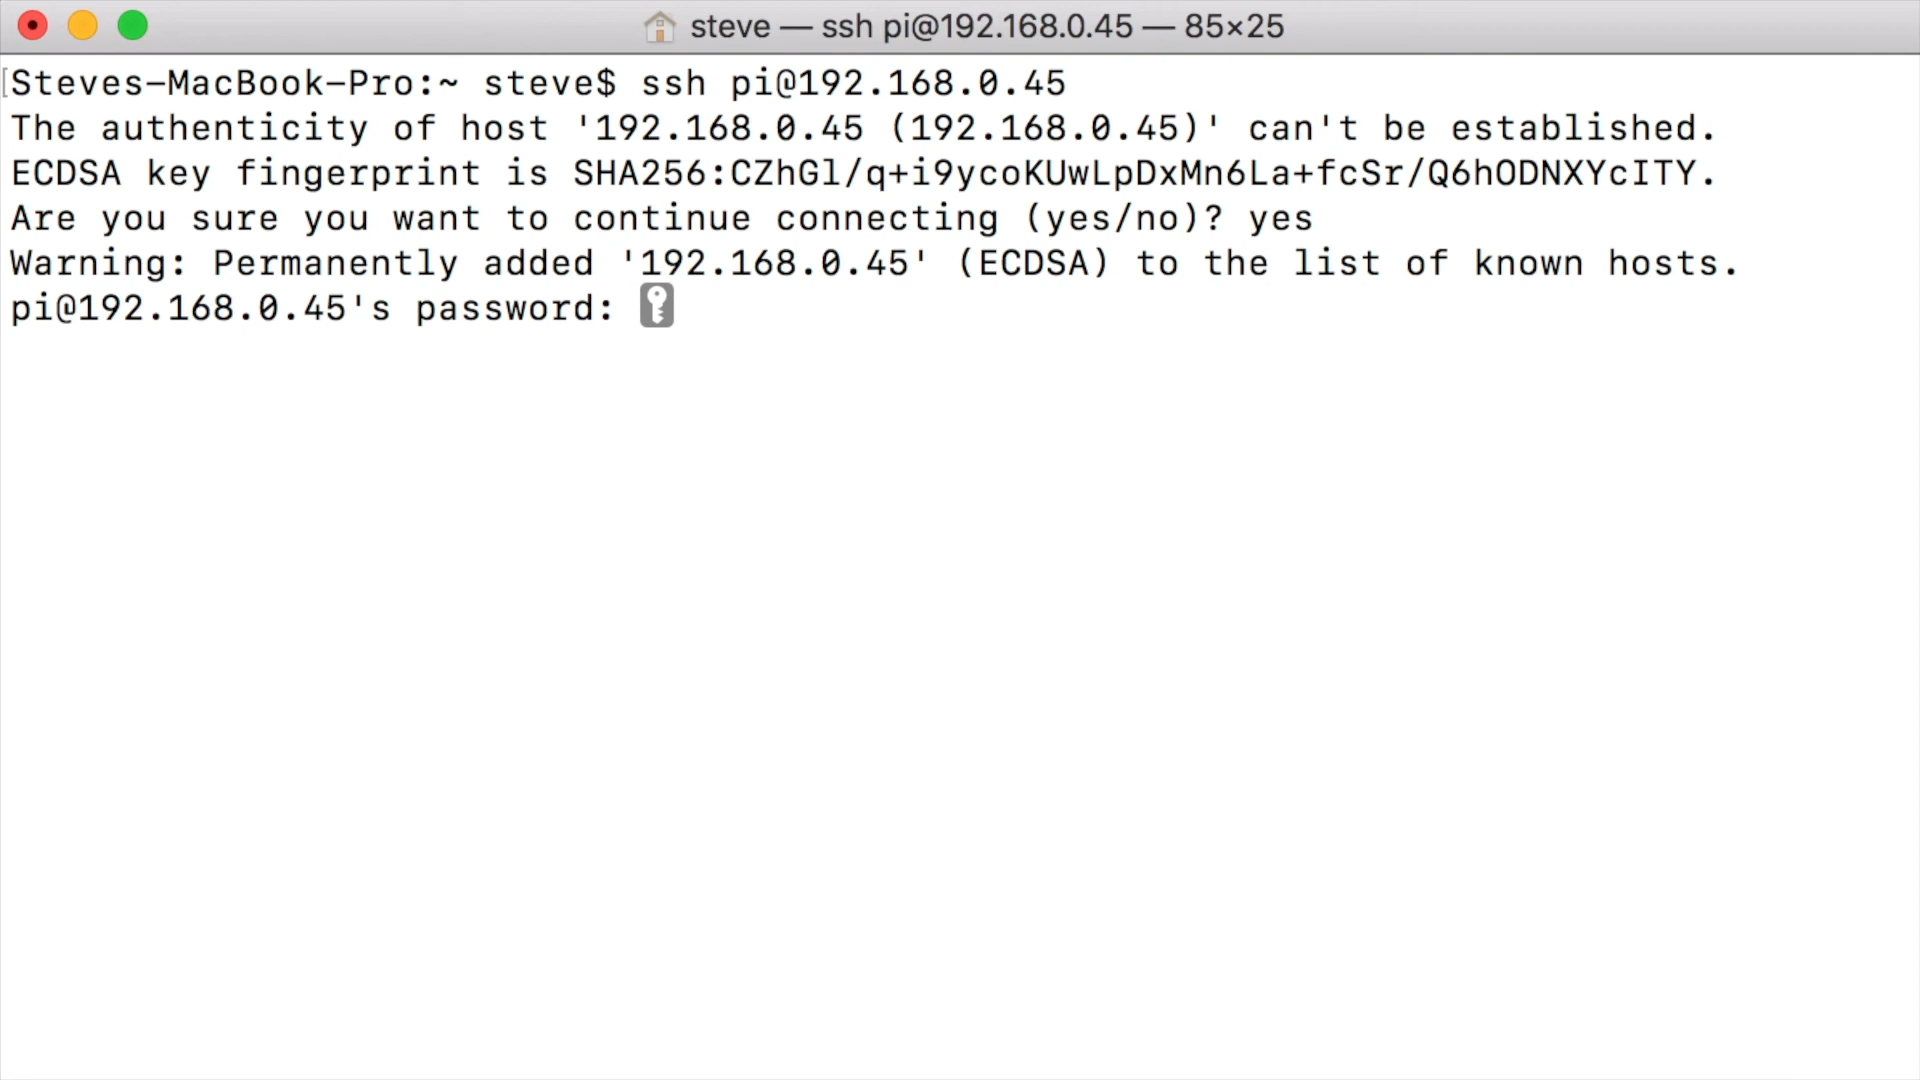 steve — ssh pi@192.168.0.45 — 85×25
Steves-MacBook-Pro:~ steve$ ssh pi@192.168.0.45
The authenticity of host '192.168.0.45 (192.168.0.45)' can't be established.
ECDSA key fingerprint is SHA256:CZhGl/q+i9ycoKUwLpDxMn6La+fcSr/Q6hODNXYcITY.
Are you sure you want to continue connecting (yes/no)? yes
Warning: Permanently added '192.168.0.45' (ECDSA) to the list of known hosts.
pi@192.168.0.45's password: